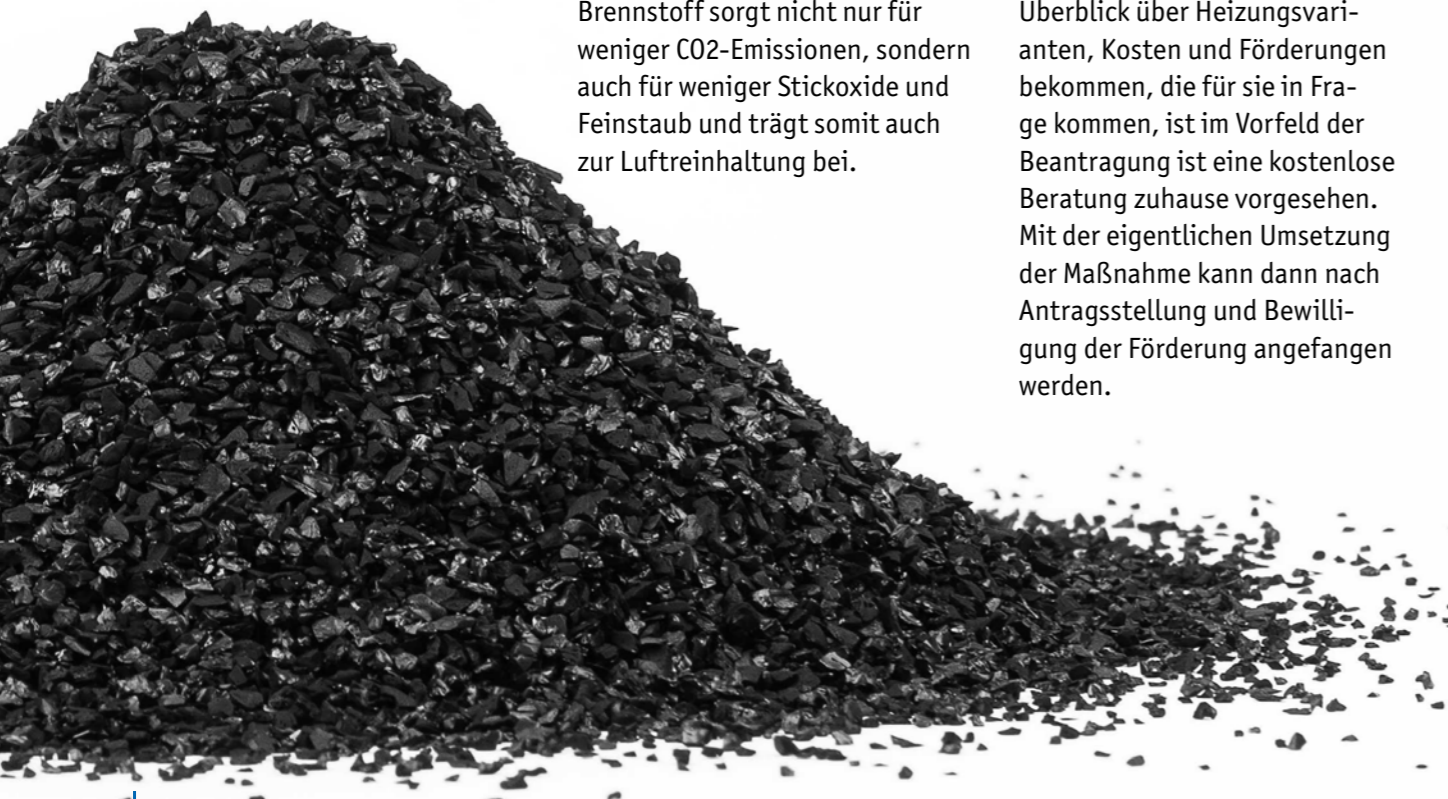 Brennstoff sorgt nicht nur für
weniger CO2-Emissionen, sondern
auch für weniger Stickoxide und
Feinstaub und trägt somit auch
zur Luftreinhaltung bei.
Überblick über Heizungsvari-
anten, Kosten und Förderungen
bekommen, die für sie in Fra-
ge kommen, ist im Vorfeld der
Beantragung ist eine kostenlose
Beratung zuhause vorgesehen.
Mit der eigentlichen Umsetzung
der Maßnahme kann dann nach
Antragsstellung und Bewilli-
gung der Förderung angefangen
werden.